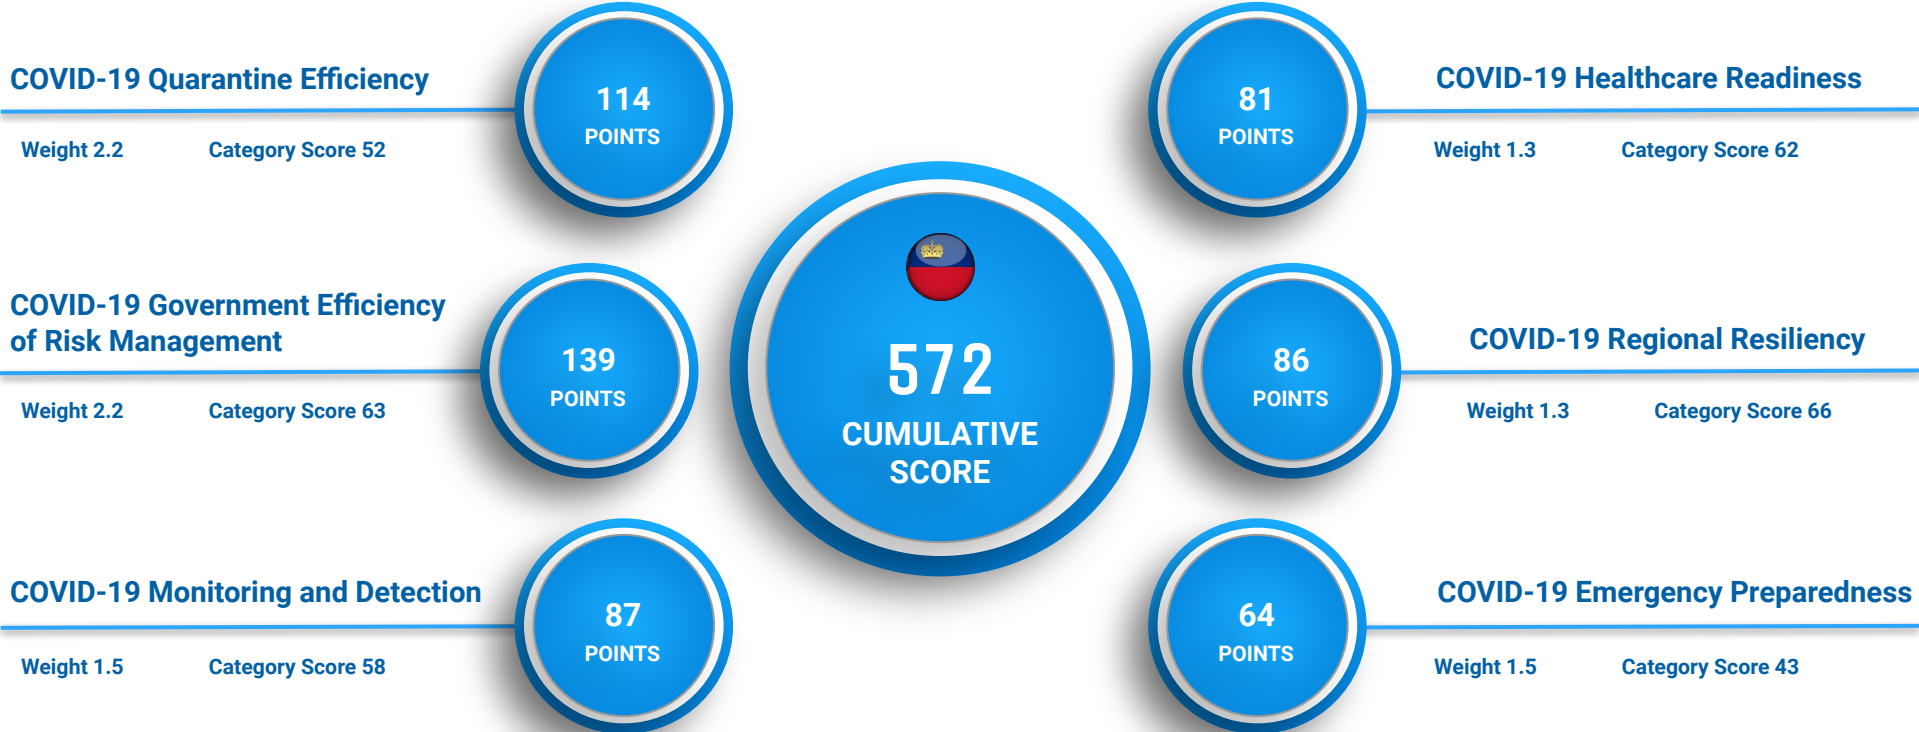 COVID-19 Quarantine Efficiency
Weight 2.2 Category Score 52
114
POINTS
COVID-19 Government Efficiency
of Risk Management
Weight 2.2 Category Score 63
139
POINTS
COVID-19 Monitoring and Detection
Weight 1.5 Category Score 58
87
POINTS
572
CUMULATIVE
SCORE
81
POINTS
COVID-19 Healthcare Readiness
Weight 1.3 Category Score 62
86
POINTS
COVID-19 Regional Resiliency
Weight 1.3 Category Score 66
64
POINTS
COVID-19 Emergency Preparedness
Weight 1.5 Category Score 43